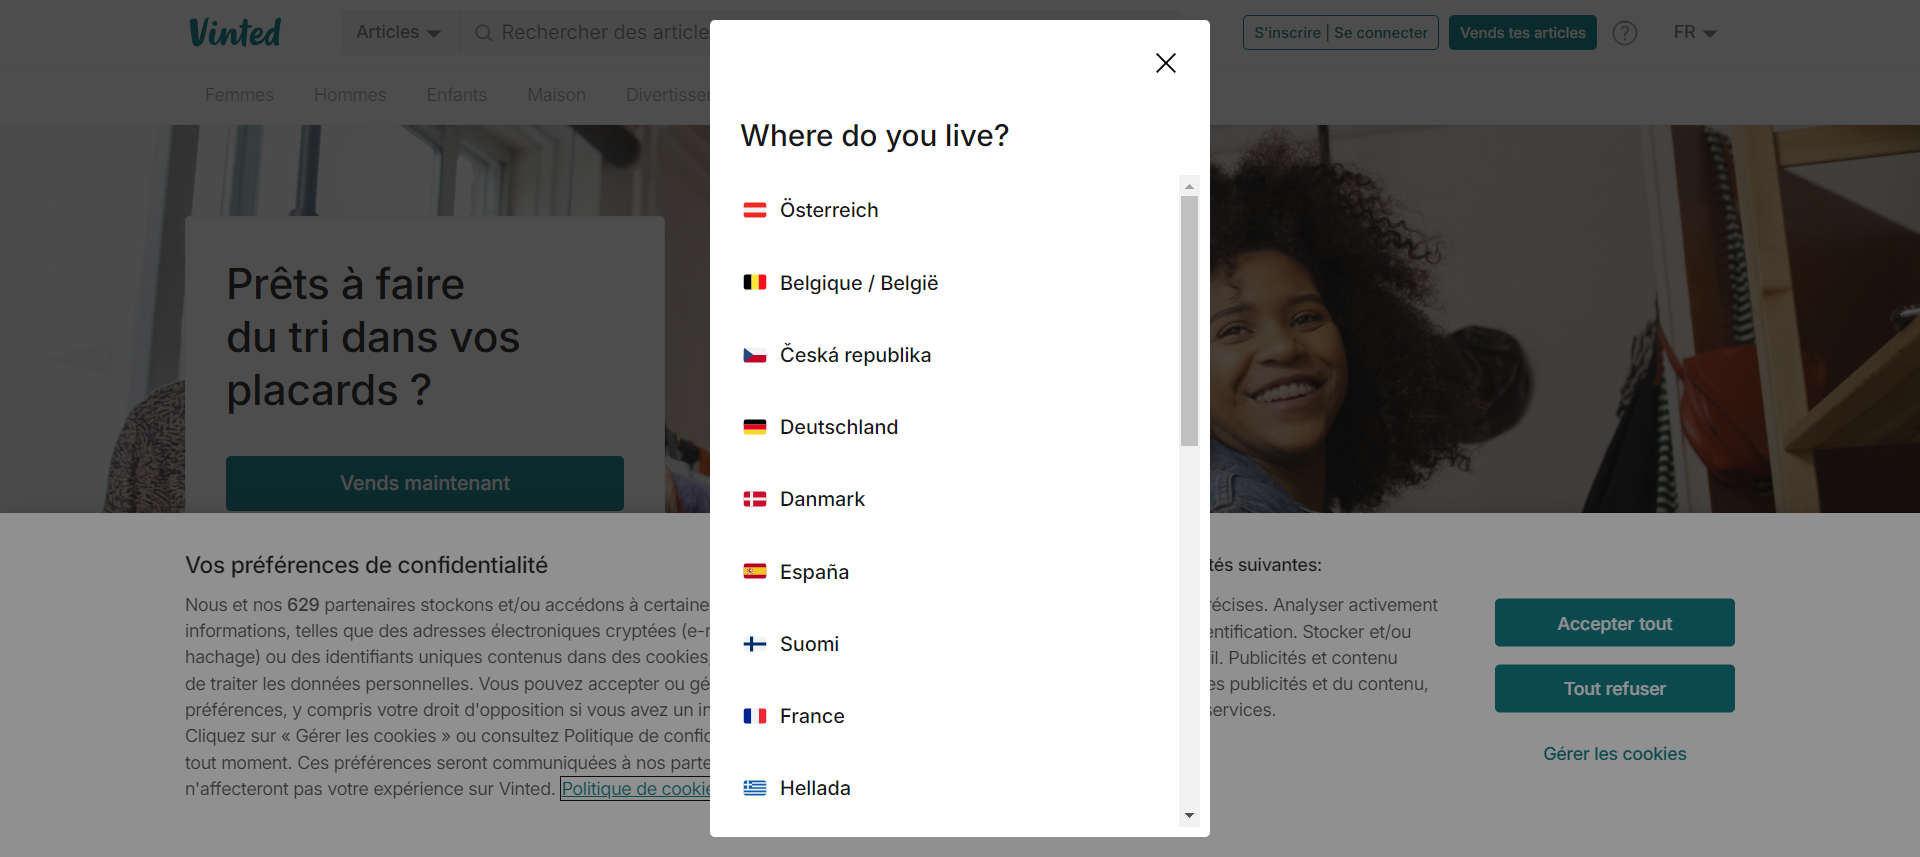 Vinted
Articles
Rechercher des article
S'inscrire | Se connecter
Vends tes articles
?
FR
Femmes
Hommes
Enfants
Maison
Divertisser
Prêts à faire
du tri dans vos
placards ?
Vends maintenant
Where do you live?
Österreich
Belgique / België
Česká republika
Deutschland
Danmark
España
Suomi
France
Hellada
Vos préférences de confidentialité
Nous et nos 629 partenaires stockons et/ou accédons à certaine
informations, telles que des adresses électroniques cryptées (e-
hachage) ou des identifiants uniques contenus dans des cookies
de traiter les données personnelles. Vous pouvez accepter ou gé
préférences, y compris votre droit d'opposition si vous avez un in
Cliquez sur « Gérer les cookies » ou consultez Politique de confid
tout moment. Ces préférences seront communiquées à nos parte
n'affecteront pas votre expérience sur Vinted. Politique de cookie
tés suivantes:
récises. Analyser activement
entification. Stocker et/ou
il. Publicités et contenu
es publicités et du contenu,
services.
Accepter tout
Tout refuser
Gérer les cookies